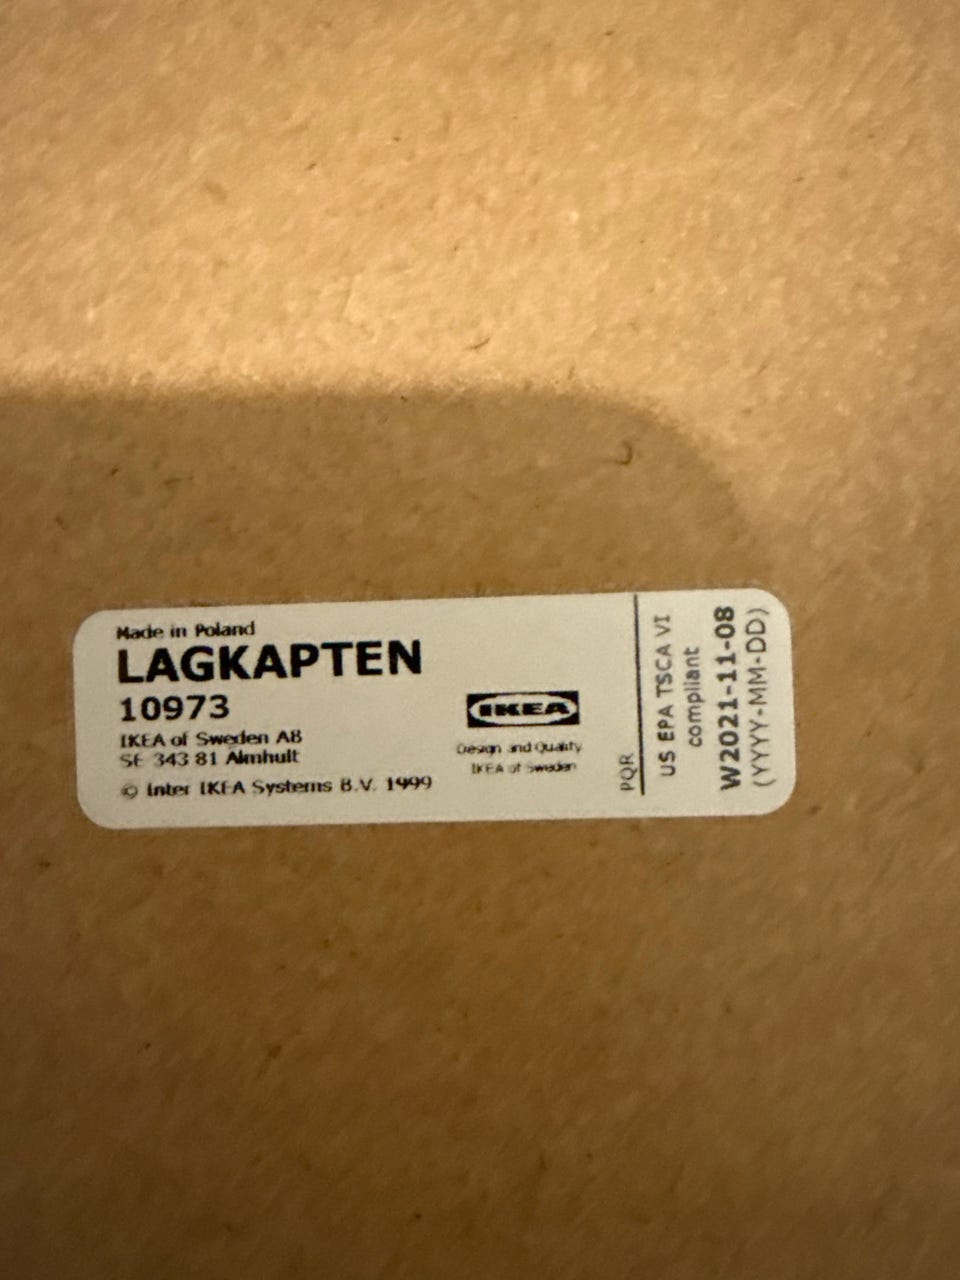 Made in Poland
LAGKAPTEN
10973
IKEA of Sweden AB
SE 343 81 Älmhult
© Inter IKEA Systems B.V. 1999
IKEA
Design and Quality
IKEA of Sweden
PQR
US EPA TSCA VI
compliant
W2021-11-08
(YYYY-MM-DD)